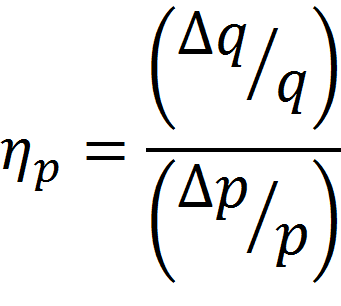 η_p = (Δq/q) / (Δp/p)